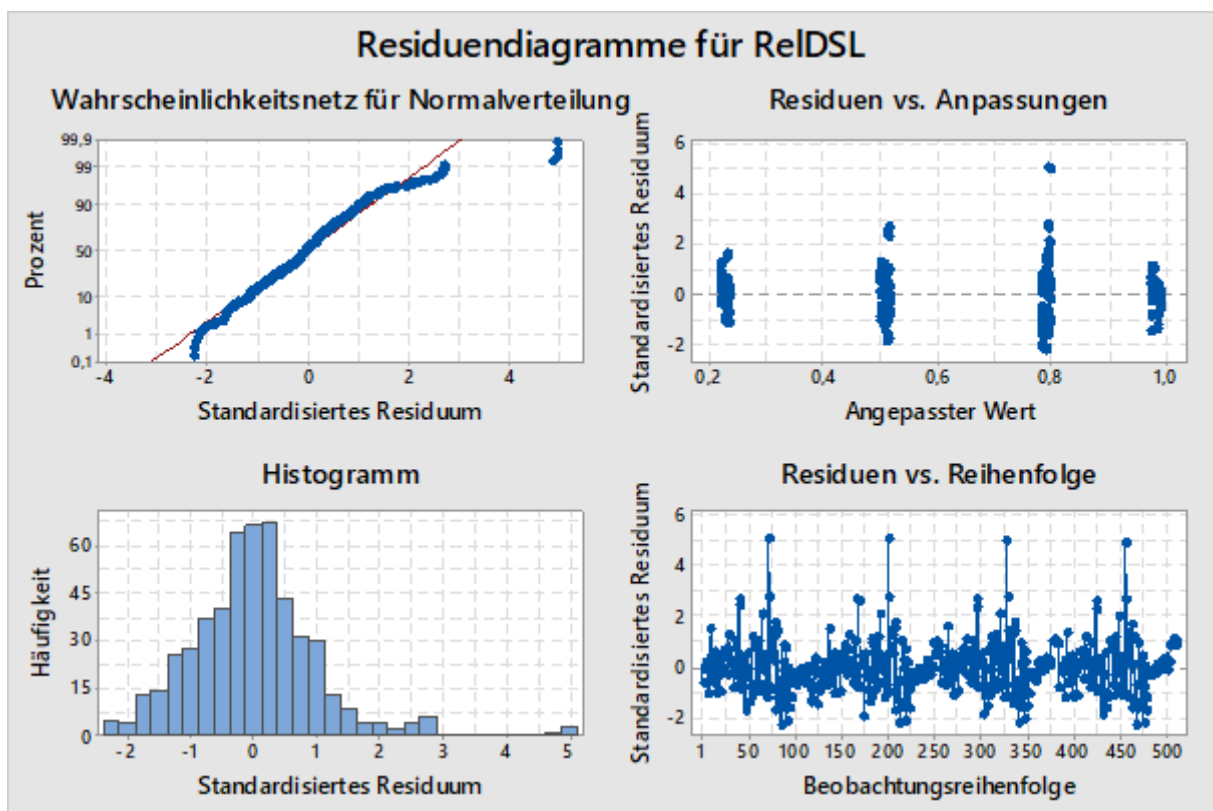 Residuendiagramme für RelDSL
Wahrscheinlichkeitsnetz für Normalverteilung
99,9
99
90
50
10
1
0,1
Prozent
-4 -2 0 2 4
Standardisiertes Residuum
Residuen vs. Anpassungen
6
4
2
0
-2
Standardisiertes Residuum
0,2 0,4 0,6 0,8 1,0
Angepasster Wert
Histogramm
60
45
30
15
0
Häufigkeit
-2 -1 0 1 2 3 4 5
Standardisiertes Residuum
Residuen vs. Reihenfolge
6
4
2
0
-2
Standardisiertes Residuum
1 50 100 150 200 250 300 350 400 450 500
Beobachtungsreihenfolge